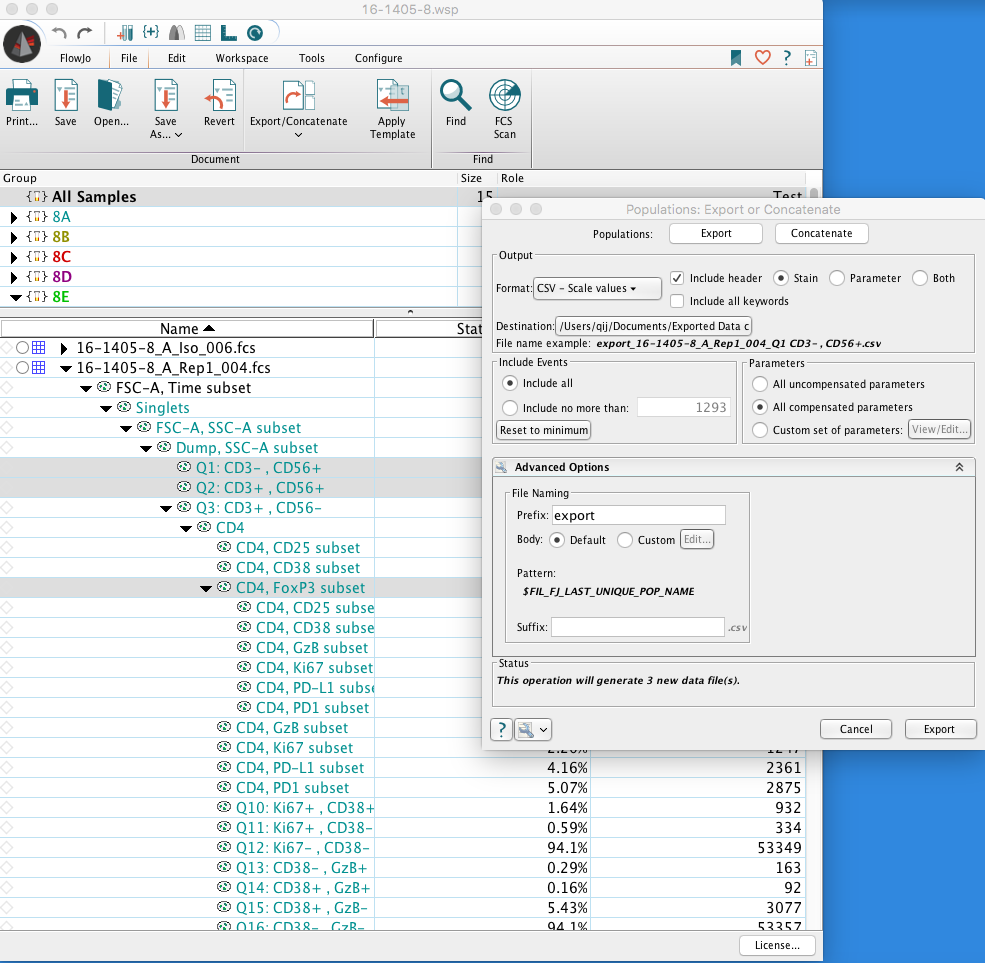 16-1405-8.wsp
FlowJo File Edit Workspace Tools Configure
Print... Save Open... Save As... Revert Export/Concatenate Apply Template Find FCS Scan
Document Find
Group Size Role
{T} All Samples 15 Test
{T} 8A
{T} 8B
{T} 8C
{T} 8D
{T} 8E
Name Stat
16-1405-8_A_Iso_006.fcs
16-1405-8_A_Rep1_004.fcs
FSC-A, Time subset
Singlets
FSC-A, SSC-A subset
Dump, SSC-A subset
Q1: CD3- , CD56+
Q2: CD3+ , CD56+
Q3: CD3+ , CD56-
CD4
CD4, CD25 subset
CD4, CD38 subset
CD4, FoxP3 subset
CD4, CD25 subse
CD4, CD38 subse
CD4, GzB subset
CD4, Ki67 subset
CD4, PD-L1 subs
CD4, PD1 subset
CD4, GzB subset
CD4, Ki67 subset
CD4, PD-L1 subset 4.16% 2361
CD4, PD1 subset 5.07% 2875
Q10: Ki67+ , CD38+ 1.64% 932
Q11: Ki67+ , CD38- 0.59% 334
Q12: Ki67- , CD38- 94.1% 53349
Q13: CD38- , GzB+ 0.29% 163
Q14: CD38+ , GzB+ 0.16% 92
Q15: CD38+ , GzB- 5.43% 3077
Q16: CD38- , GzB- 94.1% 53357
License...
Populations: Export or Concatenate
Populations: Export Concatenate
Output
Format: CSV - Scale values Include header Stain Parameter Both
Include all keywords
Destination: /Users/qij/Documents/Exported Data c
File name example: export_16-1405-8_A_Rep1_004_Q1 CD3- , CD56+.csv
Include Events
Include all
Include no more than: 1293
Reset to minimum
Parameters
All uncompensated parameters
All compensated parameters
Custom set of parameters: View/Edit...
Advanced Options
File Naming
Prefix: export
Body: Default Custom Edit...
Pattern:
$FIL_FJ_LAST_UNIQUE_POP_NAME
Suffix: .csv
Status
This operation will generate 3 new data file(s).
? Cancel Export